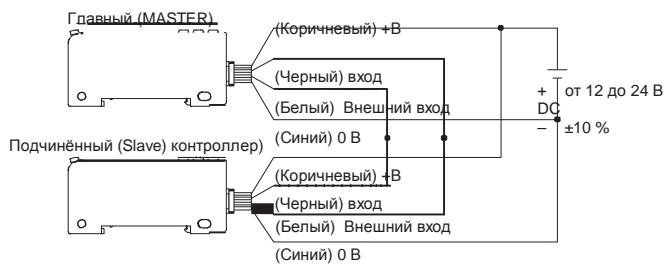 Главный (MASTER)
(Коричневый) +В
(Черный) вход
(Белый) Внешний вход
(Синий) 0 В
+ от 12 до 24 В
DC
– ±10 %
Подчинённый (Slave) контроллер)
(Коричневый) +В
(Черный) вход
(Белый) Внешний вход
(Синий) 0 В